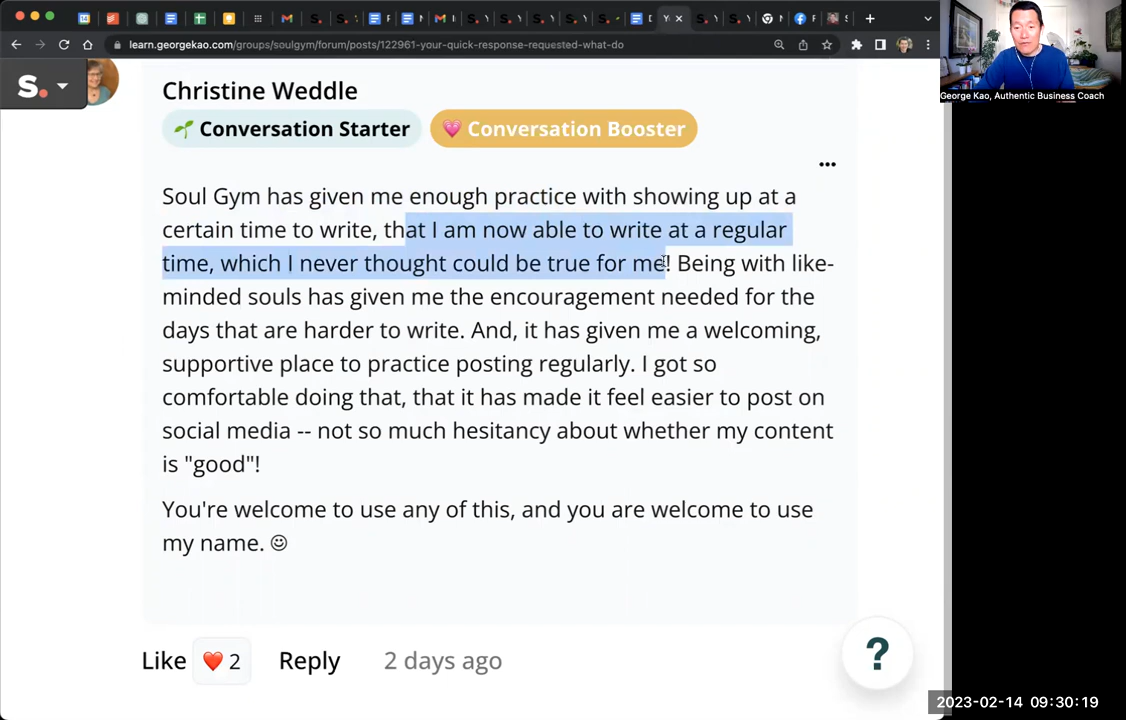 learn.georgekao.com/groups/soulgym/forum/posts/122961-your-quick-response-requested-what-do
George Kao, Authentic Business Coach
S.
Christine Weddle
Conversation Starter
Conversation Booster
Soul Gym has given me enough practice with showing up at a
certain time to write, that I am now able to write at a regular
time, which I never thought could be true for me! Being with like-
minded souls has given me the encouragement needed for the
days that are harder to write. And, it has given me a welcoming,
supportive place to practice posting regularly. I got so
comfortable doing that, that it has made it feel easier to post on
social media -- not so much hesitancy about whether my content
is "good"!
You're welcome to use any of this, and you are welcome to use
my name. ☺
Like
2
Reply
2 days ago
?
2023-02-14 09:30:19